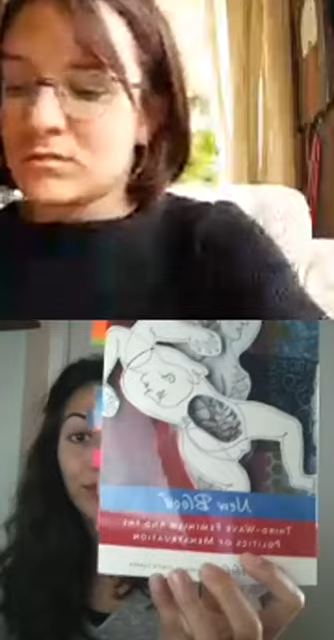 New Blood
THIRD-WAVE FEMINISM AND THE
POLITICS OF MENSTRUATION